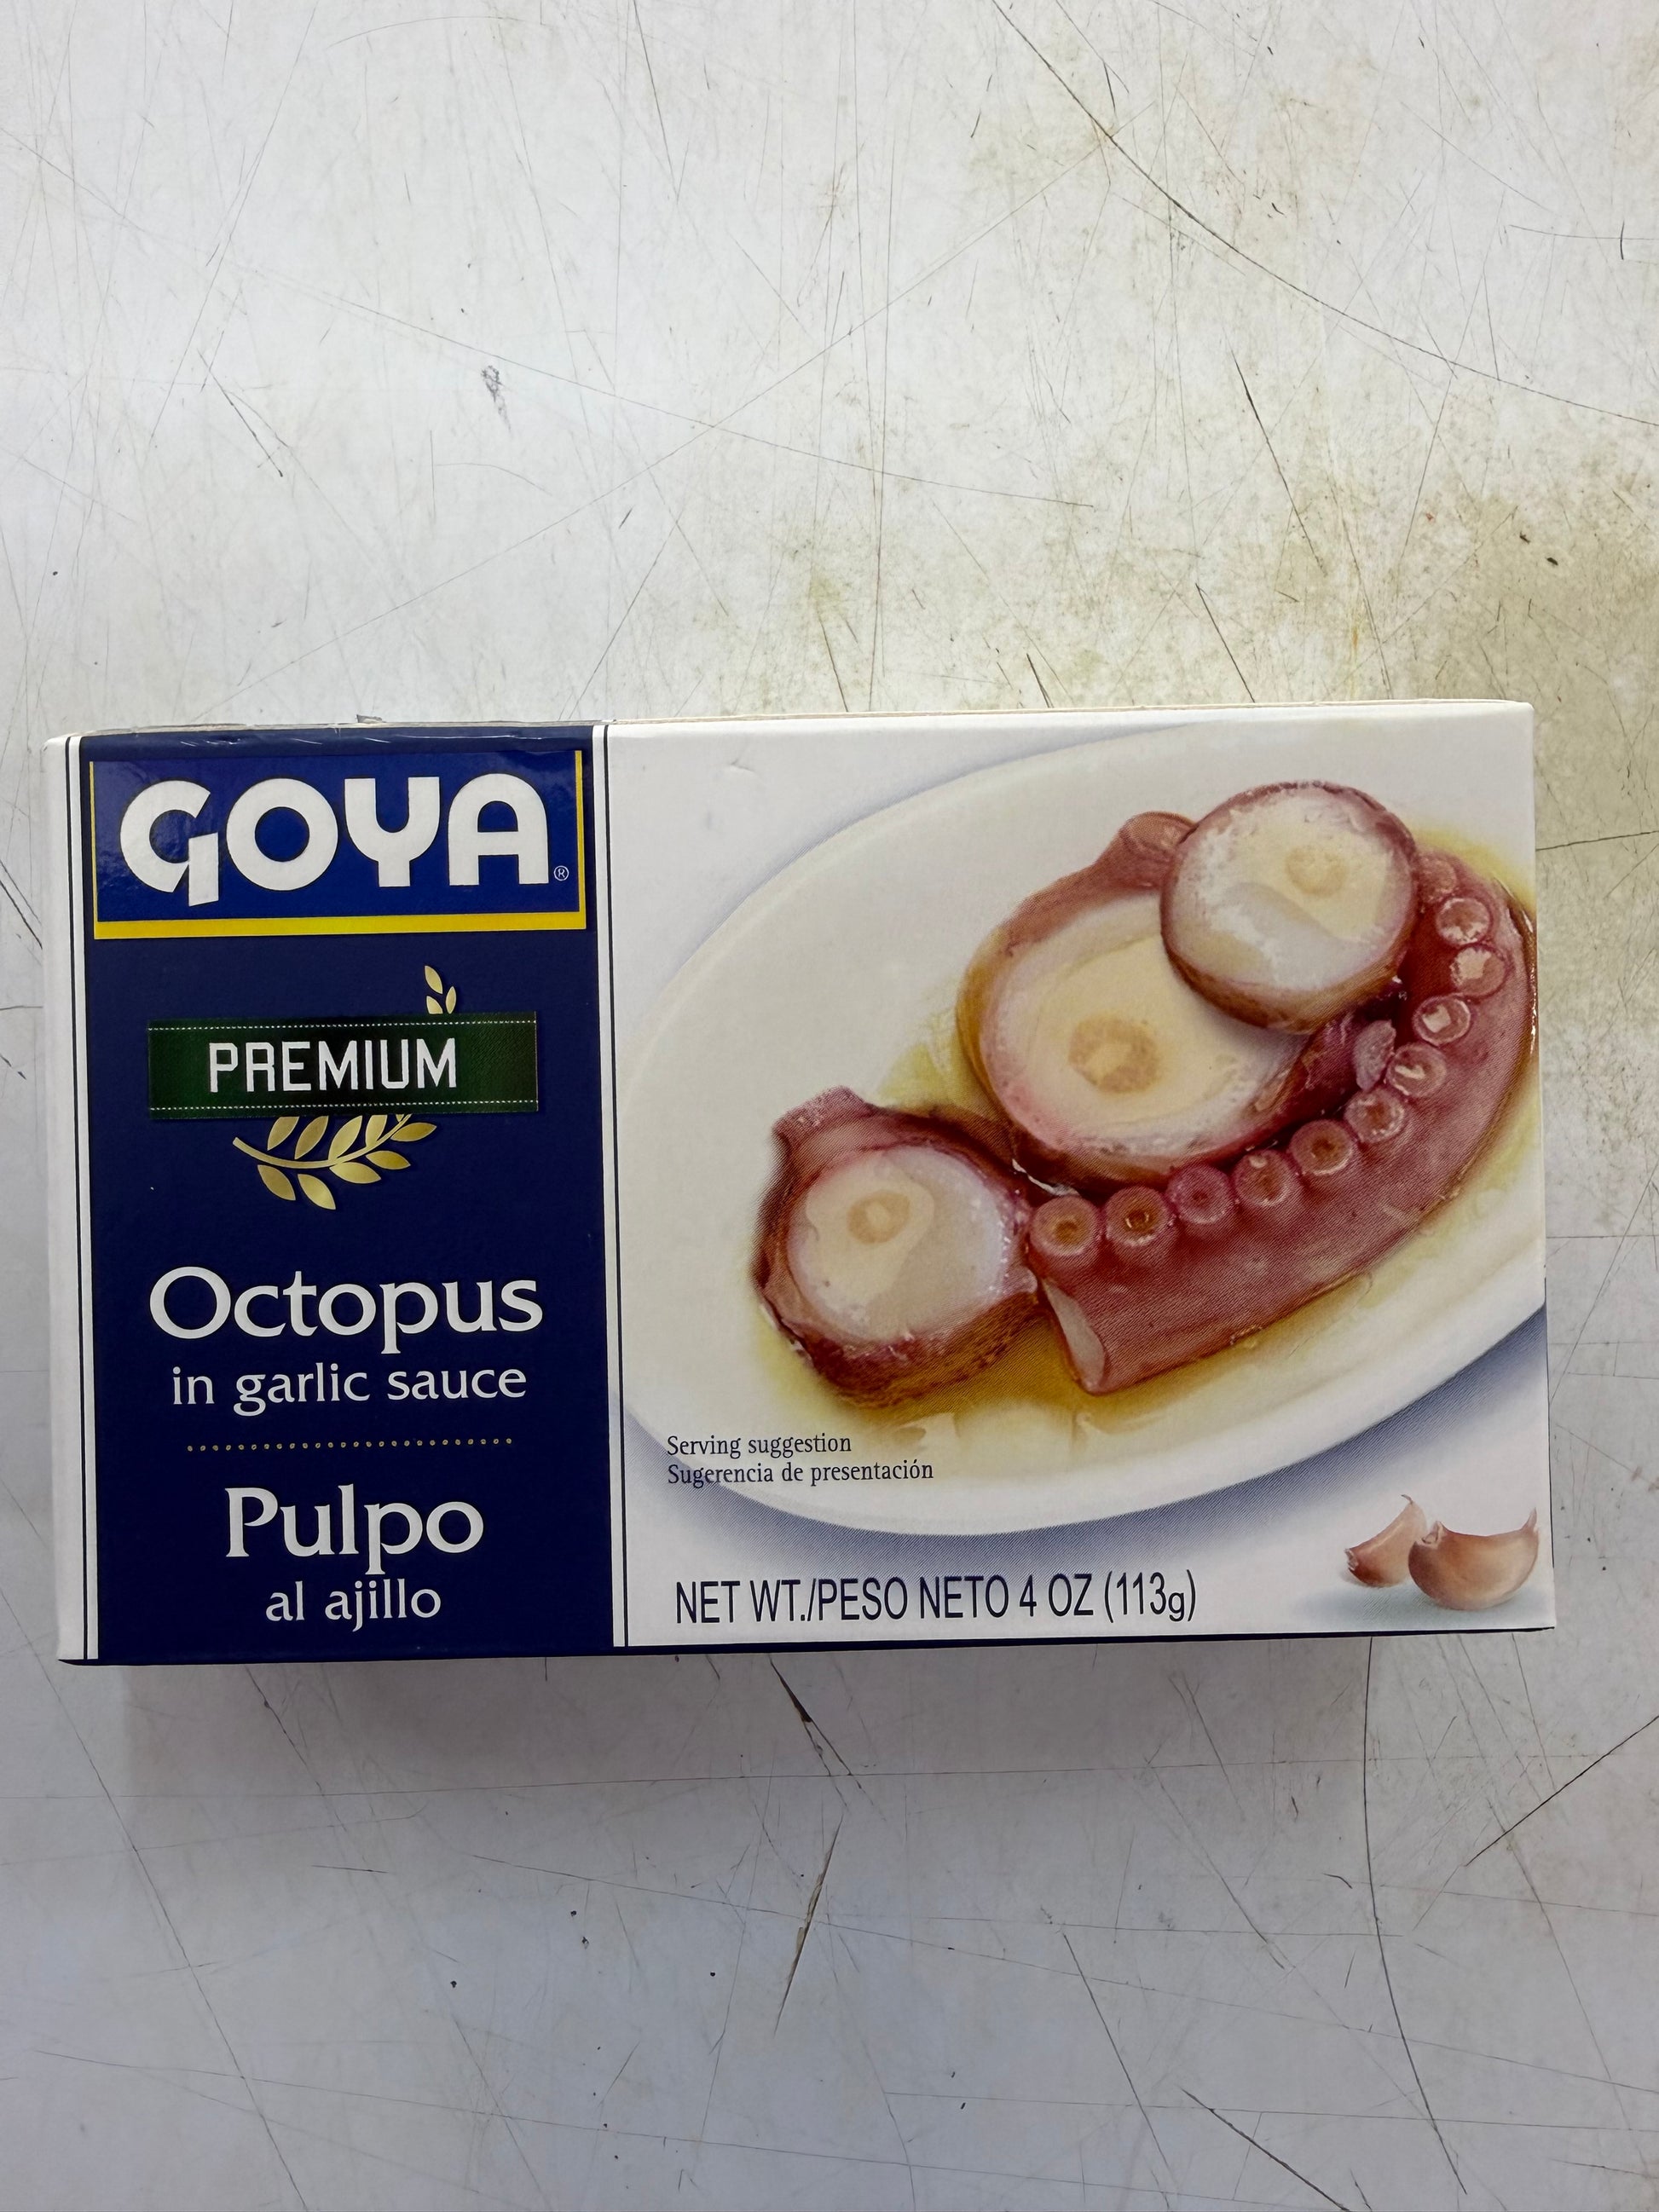 GOYA®
PREMIUM
Octopus
in garlic sauce
Pulpo
al ajillo
Serving suggestion
Sugerencia de presentación
NET WT./PESO NETO 4 OZ (113g)